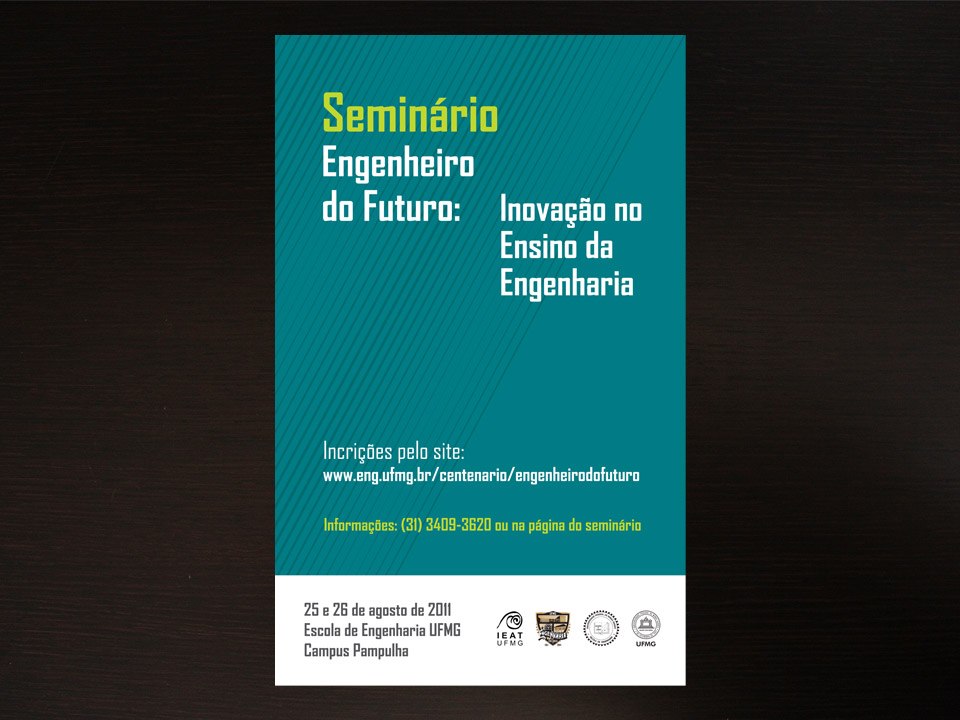 Seminário
Engenheiro
do Futuro:
Inovação no
Ensino da
Engenharia
Incrições pelo site:
www.eng.ufmg.br/centenario/engenheirodofuturo
Informações: (31) 3409-3620 ou na página do seminário
25 e 26 de agosto de 2011
Escola de Engenharia UFMG
Campus Pampulha
IEAT
UFMG
ENGENHARIA
UFMG